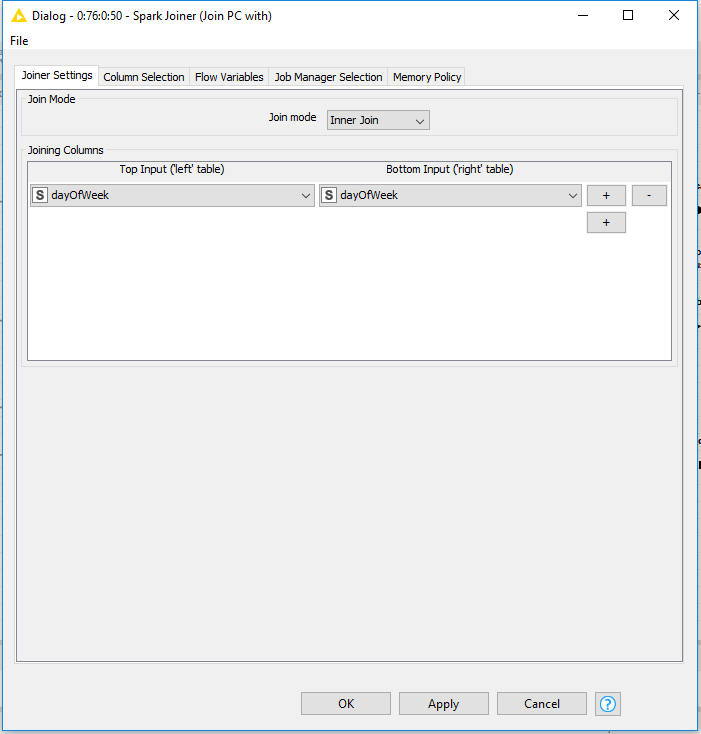 Dialog - 0:76:0:50 - Spark Joiner (Join PC with)
File
Joiner Settings Column Selection Flow Variables Job Manager Selection Memory Policy
Join Mode
Join mode Inner Join
Joining Columns
Top Input ('left' table) Bottom Input ('right' table)
S dayOfWeek S dayOfWeek + -
+
OK Apply Cancel ?